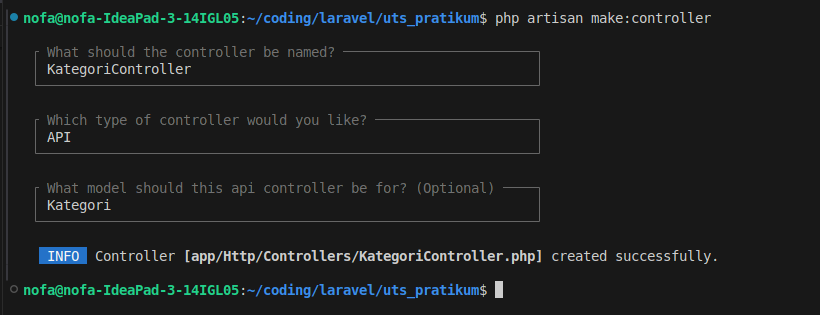 nofa@nofa-IdeaPad-3-14IGL05:~/coding/laravel/uts_pratikum$ php artisan make:controller
What should the controller be named?
KategoriController
Which type of controller would you like?
API
What model should this api controller be for? (Optional)
Kategori
INFO Controller [app/Http/Controllers/KategoriController.php] created successfully.
nofa@nofa-IdeaPad-3-14IGL05:~/coding/laravel/uts_pratikum$